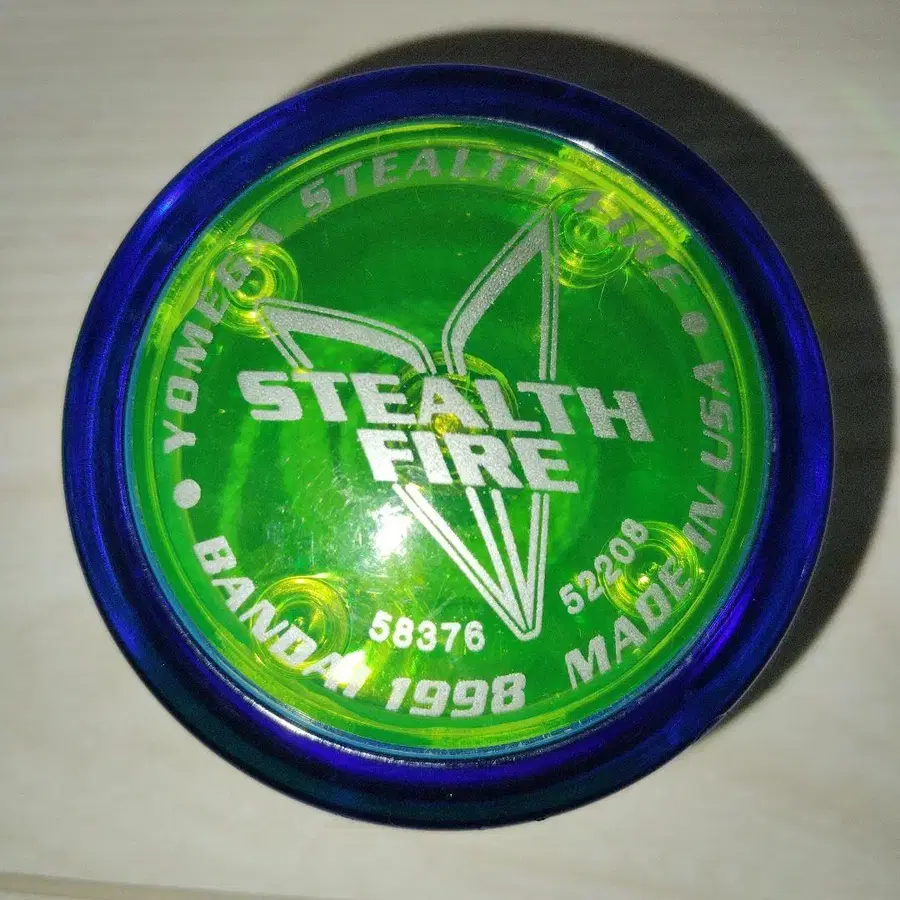 YOMEGA STEALTH FIRE
STEALTH
FIRE
58376
52208
BANDAI 1998 MADE IN USA